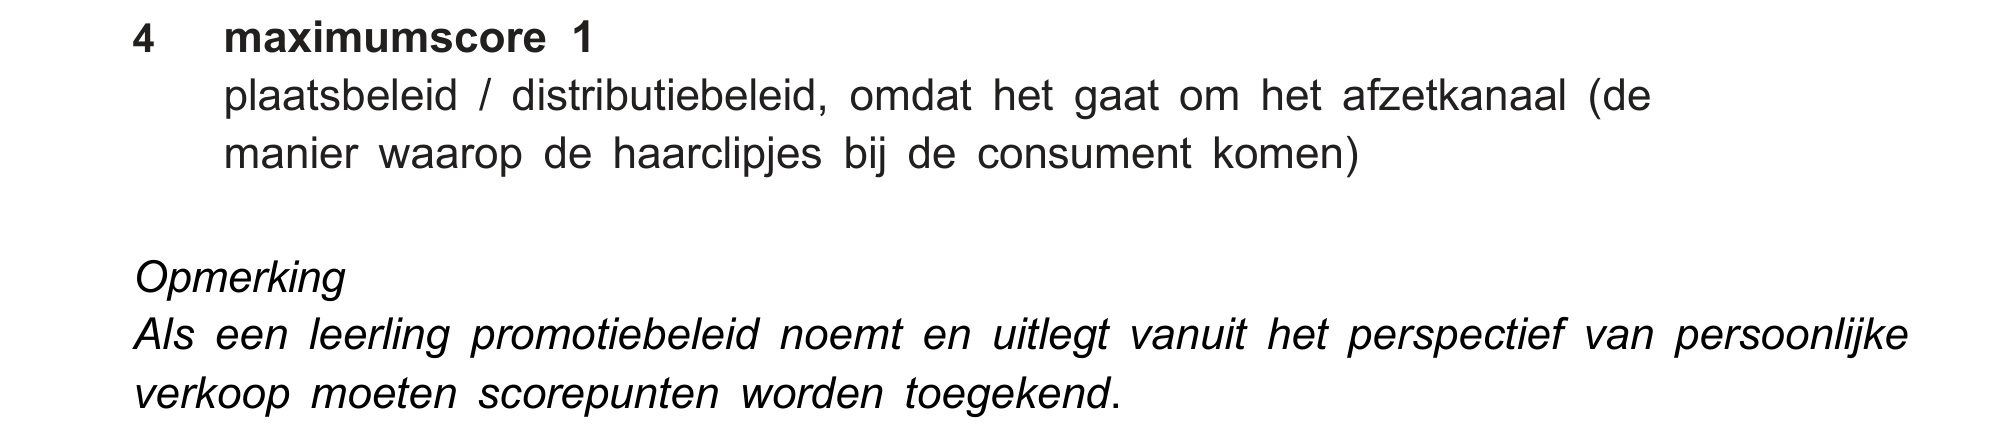 4 maximumscore 1
plaatsbeleid / distributiebeleid, omdat het gaat om het afzetkanaal (de
manier waarop de haarclipjes bij de consument komen)
Opmerking
Als een leerling promotiebeleid noemt en uitlegt vanuit het perspectief van persoonlijke
verkoop moeten scorepunten worden toegekend.